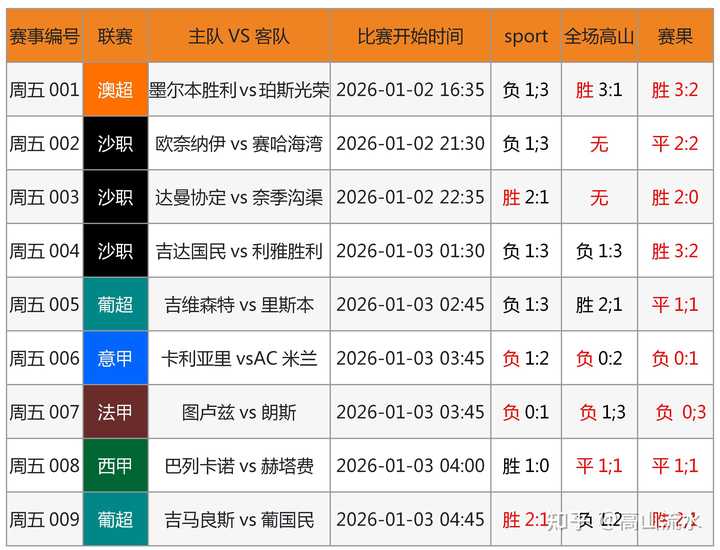 赛事编号 联赛 主队 VS 客队 比赛开始时间 sport 全场高山 赛果
周五 001 澳超 墨尔本胜利 vs 珀斯光荣 2026-01-02 16:35 负 1;3 胜 3:1 胜 3:2
周五 002 沙职 欧奈纳伊 vs 赛哈海湾 2026-01-02 21:30 负 1;3 无 平 2:2
周五 003 沙职 达曼协定 vs 奈季沟渠 2026-01-02 22:35 胜 2:1 无 胜 2:0
周五 004 沙职 吉达国民 vs 利雅胜利 2026-01-03 01:30 负 1:3 负 1:3 胜 3:2
周五 005 葡超 吉维森特 vs 里斯本 2026-01-03 02:45 负 1:3 胜 2;1 平 1;1
周五 006 意甲 卡利亚里 vsAC 米兰 2026-01-03 03:45 负 1:2 负 0:2 负 0:1
周五 007 法甲 图卢兹 vs 朗斯 2026-01-03 03:45 负 0:1 负 1;3 负 0;3
周五 008 西甲 巴列卡诺 vs 赫塔费 2026-01-03 04:00 胜 1:0 平 1;1 平 1;1
周五 009 葡超 吉马良斯 vs 葡国民 2026-01-03 04:45 胜 2:1 负 1:2 胜 2;1
知乎 @高山流水